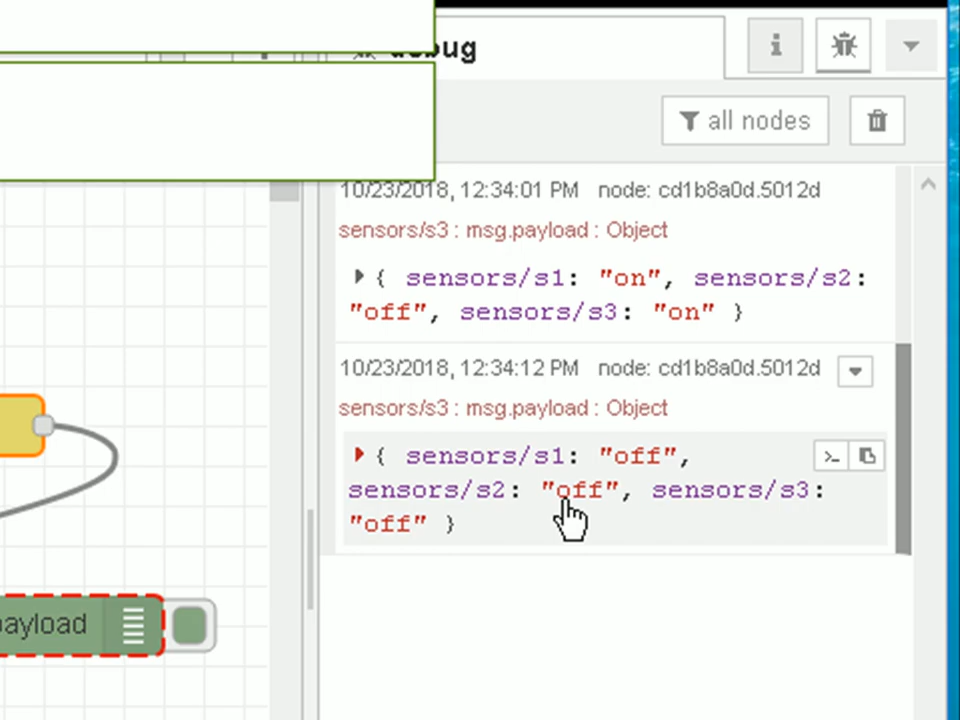 debug
all nodes
10/23/2018, 12:34:01 PM node: cd1b8a0d.5012d
sensors/s3 : msg.payload : Object
{ sensors/s1: "on", sensors/s2:
"off", sensors/s3: "on" }
10/23/2018, 12:34:12 PM node: cd1b8a0d.5012d
sensors/s3 : msg.payload : Object
{ sensors/s1: "off",
sensors/s2: "off", sensors/s3:
"off" }
payload